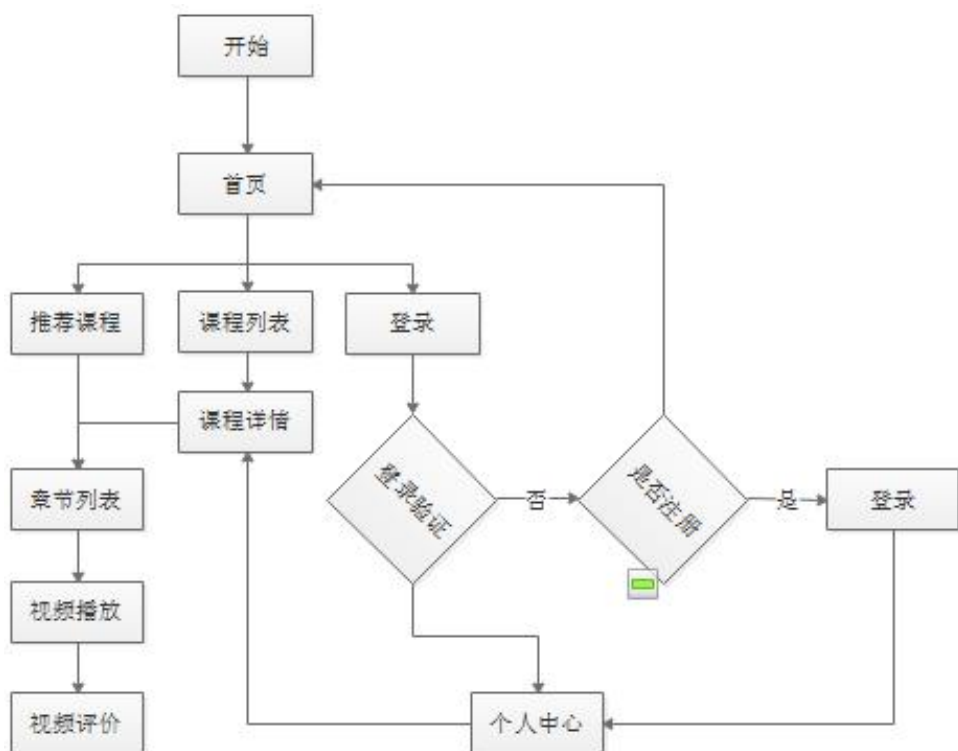 开始
首页
推荐课程
课程列表
登录
课程详情
章节列表
登录验证
否
是否注册
是
登录
视频播放
视频评价
个人中心